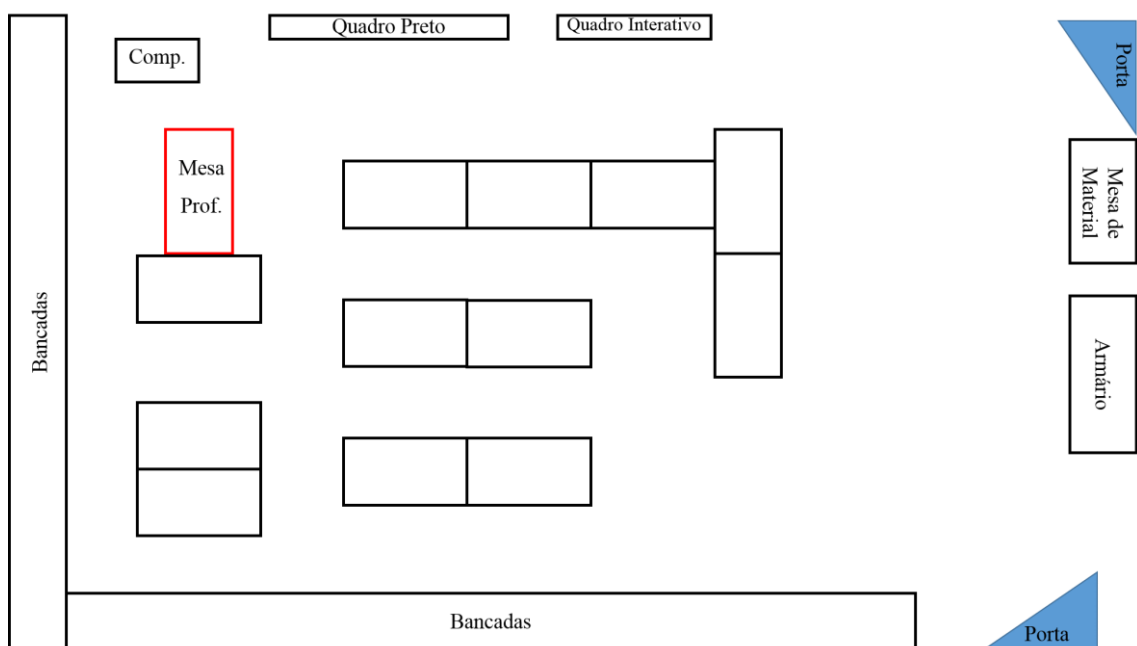 Quadro Preto
Quadro Interativo
Comp.
Porta
Mesa
Prof.
Mesa de
Material
Bancadas
Armário
Bancadas
Porta